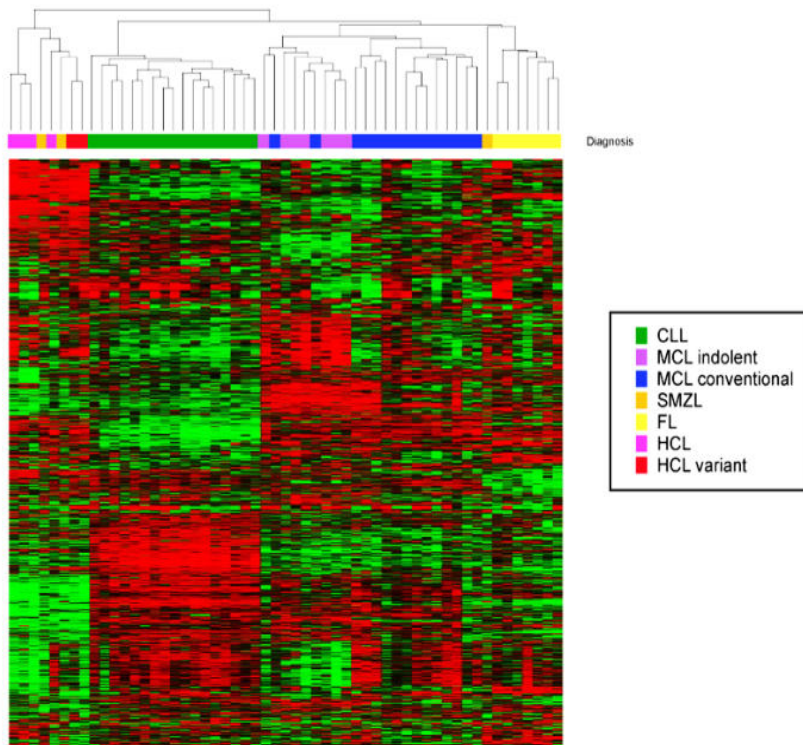 Diagnosis
CLL
MCL indolent
MCL conventional
SMZL
FL
HCL
HCL variant